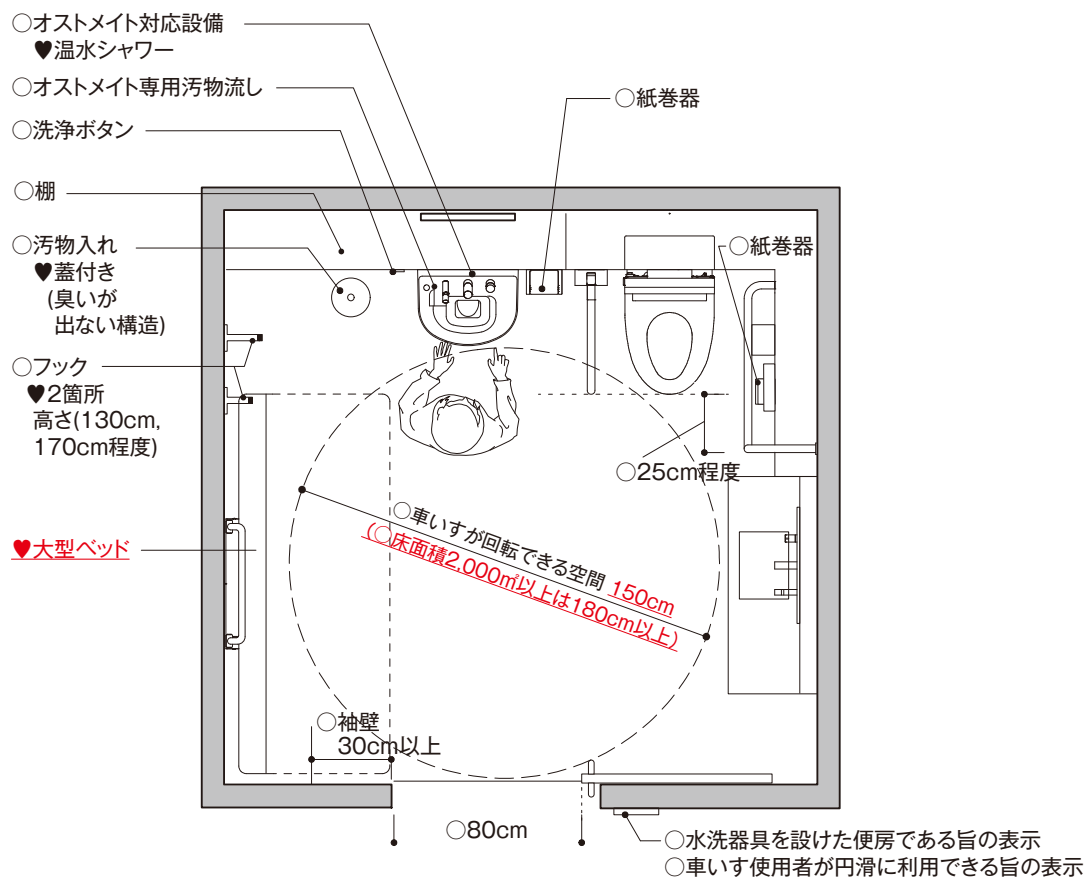 ○オストメイト対応設備
♥温水シャワー
○オストメイト専用汚物流し
○洗浄ボタン
○紙巻器
○棚
○汚物入れ
♥蓋付き
(臭いが
出ない構造)
○紙巻器
○フック
♥2箇所
高さ(130cm,
170cm程度)
○25cm程度
♥大型ベッド
○車いすが回転できる空間 150cm
(○床面積2,000㎡以上は180cm以上)
○袖壁
30cm以上
○80cm
○水洗器具を設けた便房である旨の表示
○車いす使用者が円滑に利用できる旨の表示